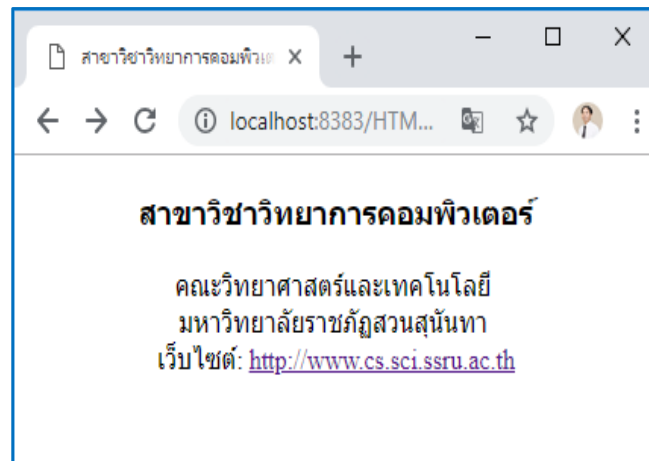 สาขาวิชาวิทยาการคอมพิวเต
localhost:8383/HTM...
สาขาวิชาวิทยาการคอมพิวเตอร์
คณะวิทยาศาสตร์และเทคโนโลยี
มหาวิทยาลัยราชภัฏสวนสุนันทา
เว็บไซต์: http://www.cs.sci.ssru.ac.th